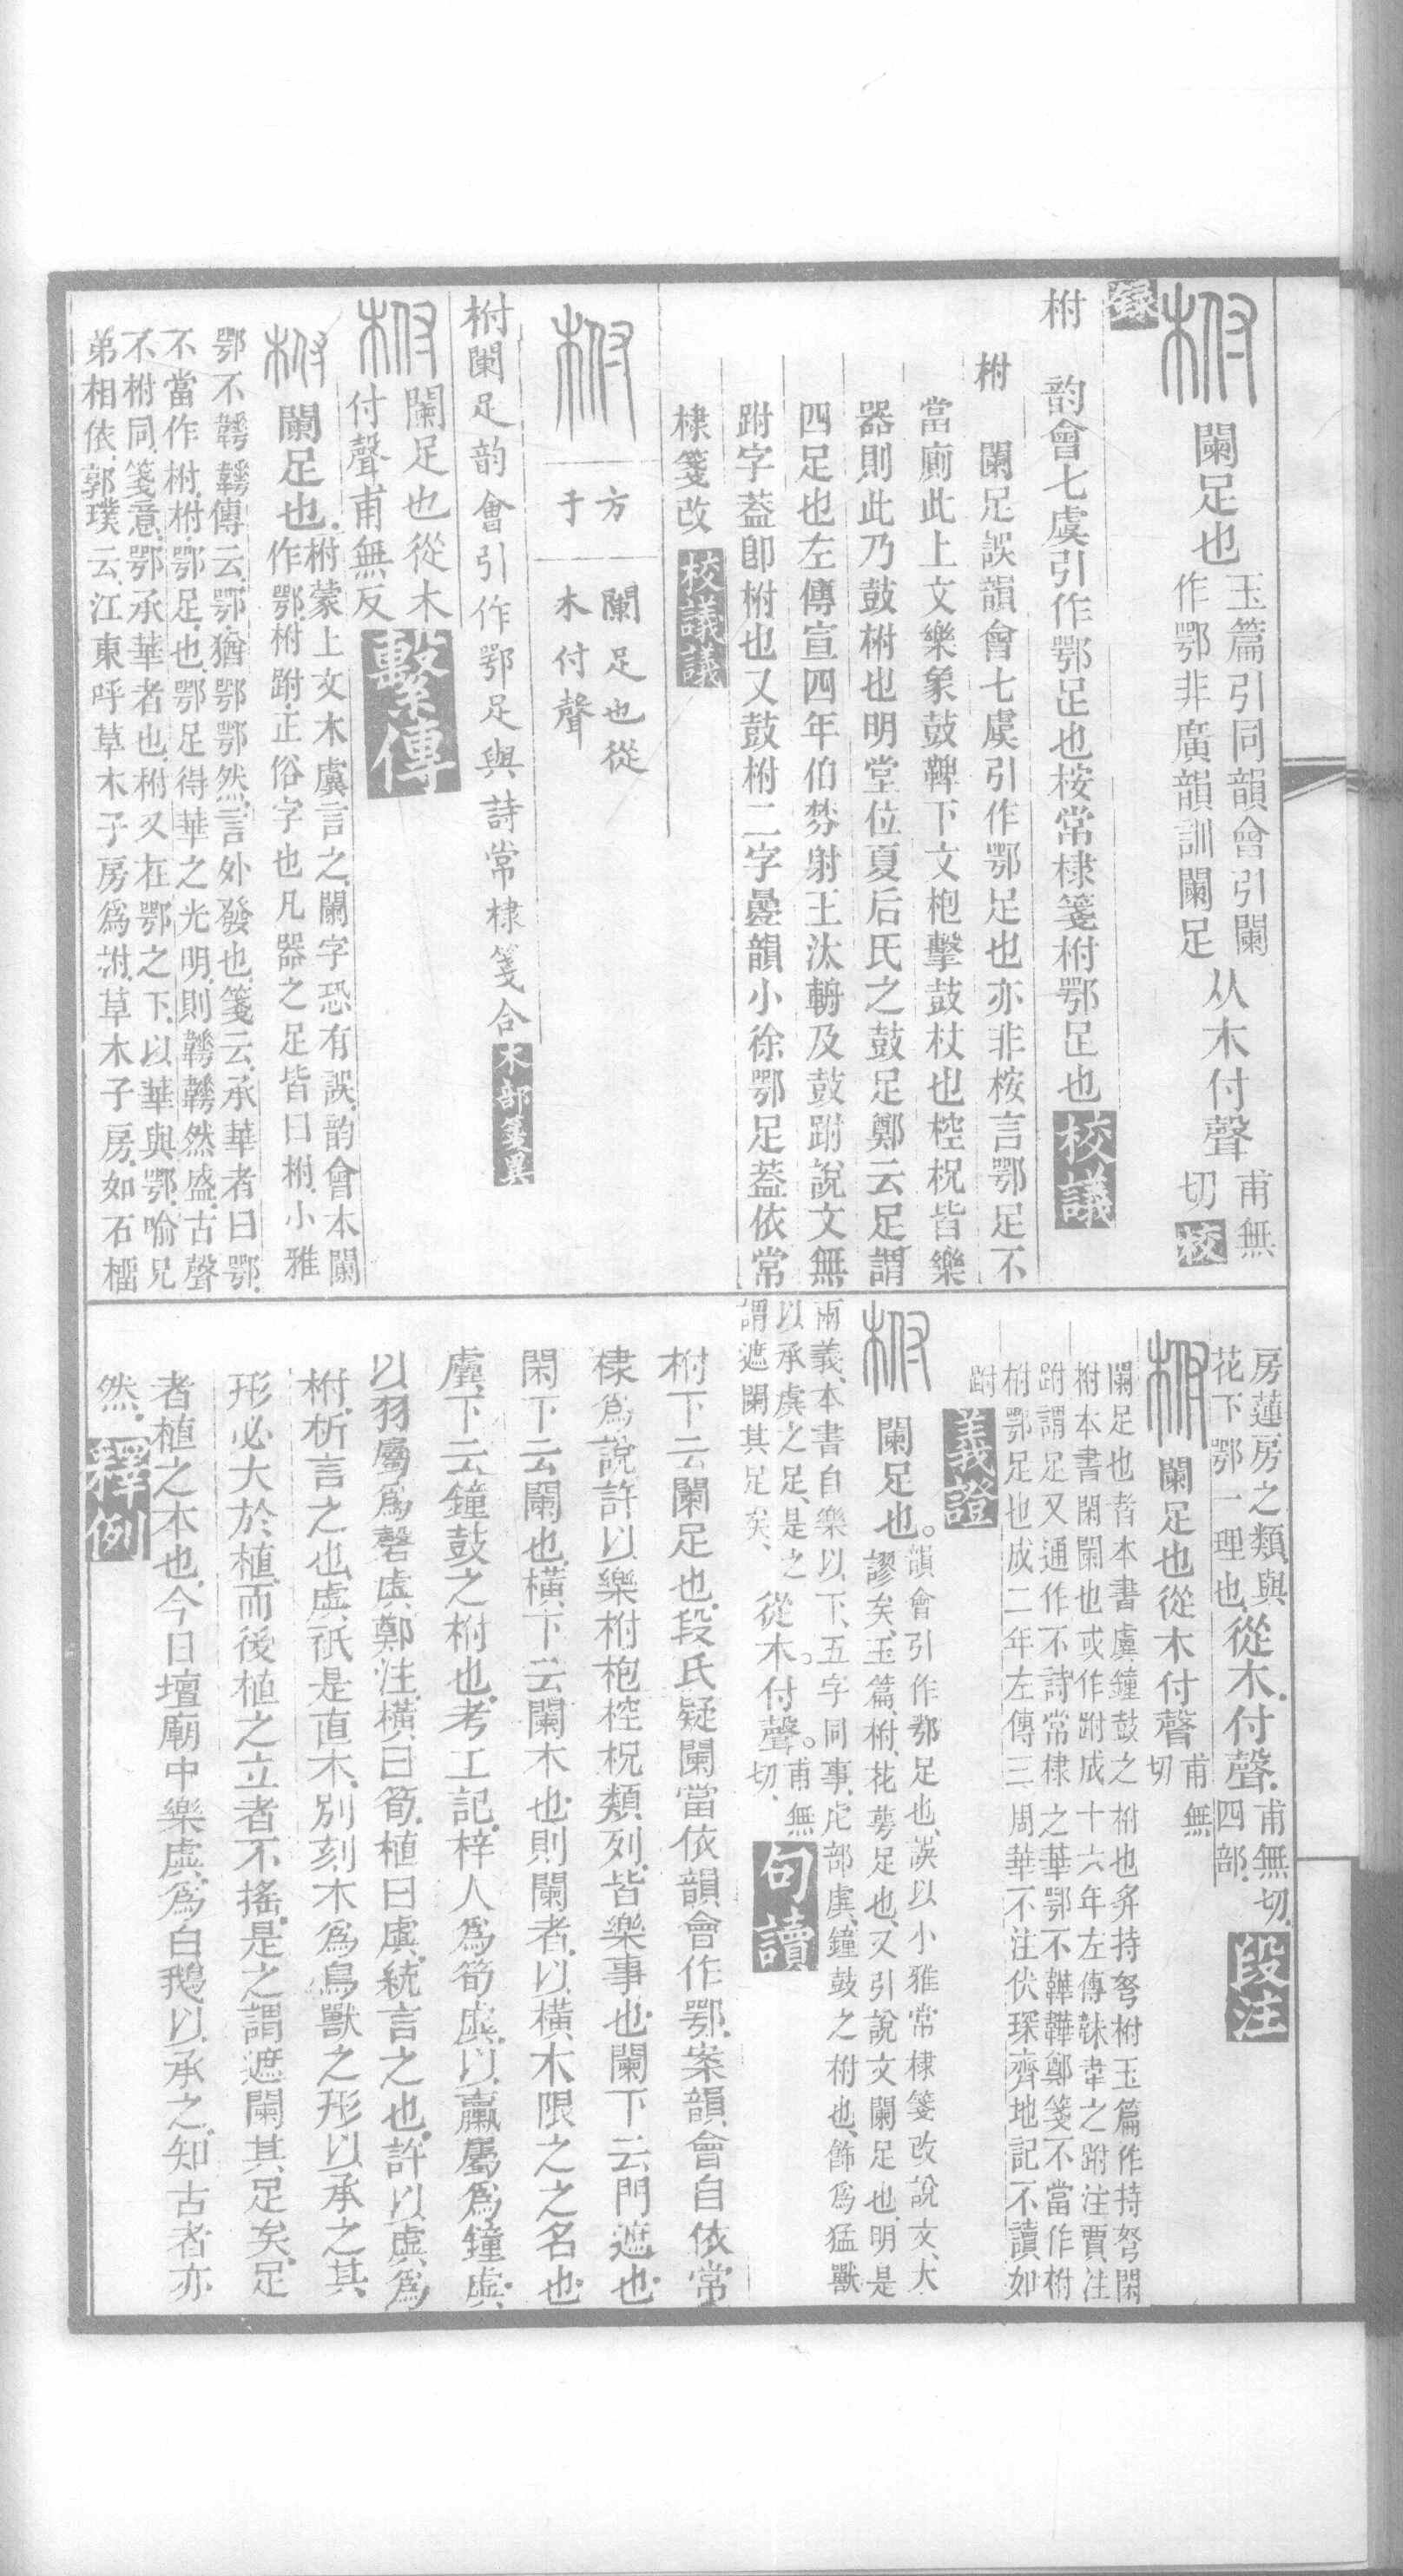 柎闌足也玉篇引同韻會引闌
作鄂非廣韻訓闌足从木付聲甫無
切校
録
柎　韵會七虞引作鄂足也桉常棣箋柎鄂足也校議
柎　闌足誤韻會七虞引作鄂足也亦非桉言鄂足不
當廁此上文樂象鼓鞞下文枹擊鼓杖也椌柷皆樂
器則此乃鼓柎也明堂位夏后氏之鼓足鄭云足謂
四足也左傳宣四年伯棼射王汏輈及鼓跗說文無
跗字葢卽柎也又鼓柎二字曡韻小徐鄂足葢依常
棣箋改校議議
柎方
于闌足也從
木付聲
柎闌足韵會引作鄂足與詩常棣箋合木部箋異
柎闌足也從木
付聲甫無反繫傳
柎闌足也柎蒙上文木虡言之闌字恐有誤韵會本闌
作鄂柎跗正俗字也凡器之足皆曰柎小雅
鄂不韡韡傳云鄂猶鄂鄂然言外發也箋云承華者曰鄂
不當作柎柎鄂足也鄂足得華之光明則韡韡然盛古聲
不柎同箋意鄂承華者也柎又在鄂之下以華與鄂喻兄
弟相依郭璞云江東呼草木子房爲柎草木子房如石榴
房蓮房之類與
花下鄂一理也從木付聲甫無切
四部段注
柎闌足也從木付聲甫無
切
闌足也者本書虡鐘鼓之柎也弁持弩柎玉篇作持弩閑
柎本書閑闌也或作跗成十六年左傳韎韋之跗注賈注
跗謂足又通作不詩常棣之華鄂不韡韡鄭箋不當作柎
柎鄂足也成二年左傳三周華不注伏琛齊地記不讀如
跗義證
柎闌足也韻會引作鄂足也誤以小雅常棣箋改說文大
謬矣玉篇柎花萼足也又引說文闌足也明是
兩義本書自樂以下五字同事虍部虡鐘鼓之柎也飾爲猛獸
以承虡之足是之
謂遮闌其足矣從木付聲甫無
切句讀
柎下云闌足也段氏疑闌當依韻會作鄂案韻會自依常
棣爲說許以樂柎枹椌柷類列皆樂事也闌下云門遮也
閑下云闌也橫下云闌木也則闌者以橫木限之之名也
虡下云鐘鼓之柎也考工記梓人爲筍虡以臝屬爲鐘虡
以羽屬爲磬虡鄭注橫曰筍植曰虡統言之也許以虡爲
柎析言之也虡祇是直木別刻木爲鳥獸之形以承之其
形必大於植而後植之立者不搖是之謂遮闌其足矣足
者植之木也今日壇廟中樂虡爲白鵝以承之知古者亦
然釋例